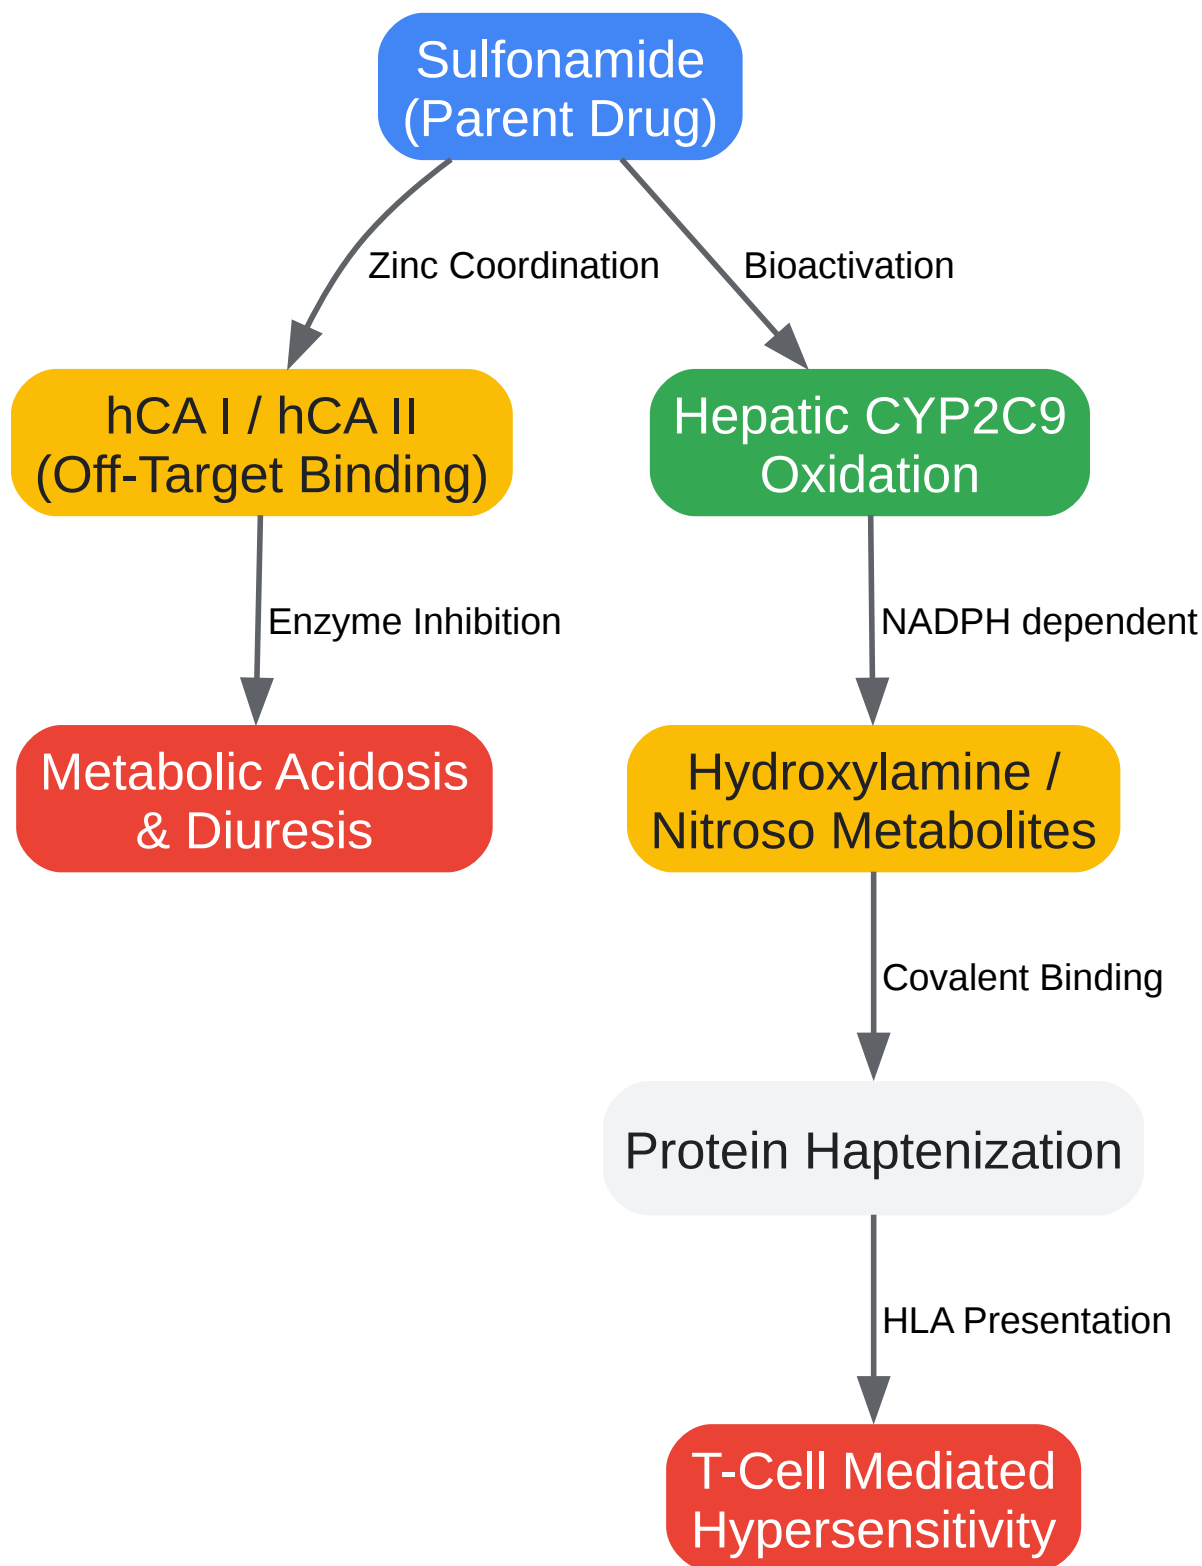 Sulfonamide
(Parent Drug)
Zinc Coordination
Bioactivation
hCA I / hCA II
(Off-Target Binding)
Hepatic CYP2C9
Oxidation
Enzyme Inhibition
NADPH dependent
Metabolic Acidosis
& Diuresis
Hydroxylamine /
Nitroso Metabolites
Covalent Binding
Protein Haptenization
HLA Presentation
T-Cell Mediated
Hypersensitivity